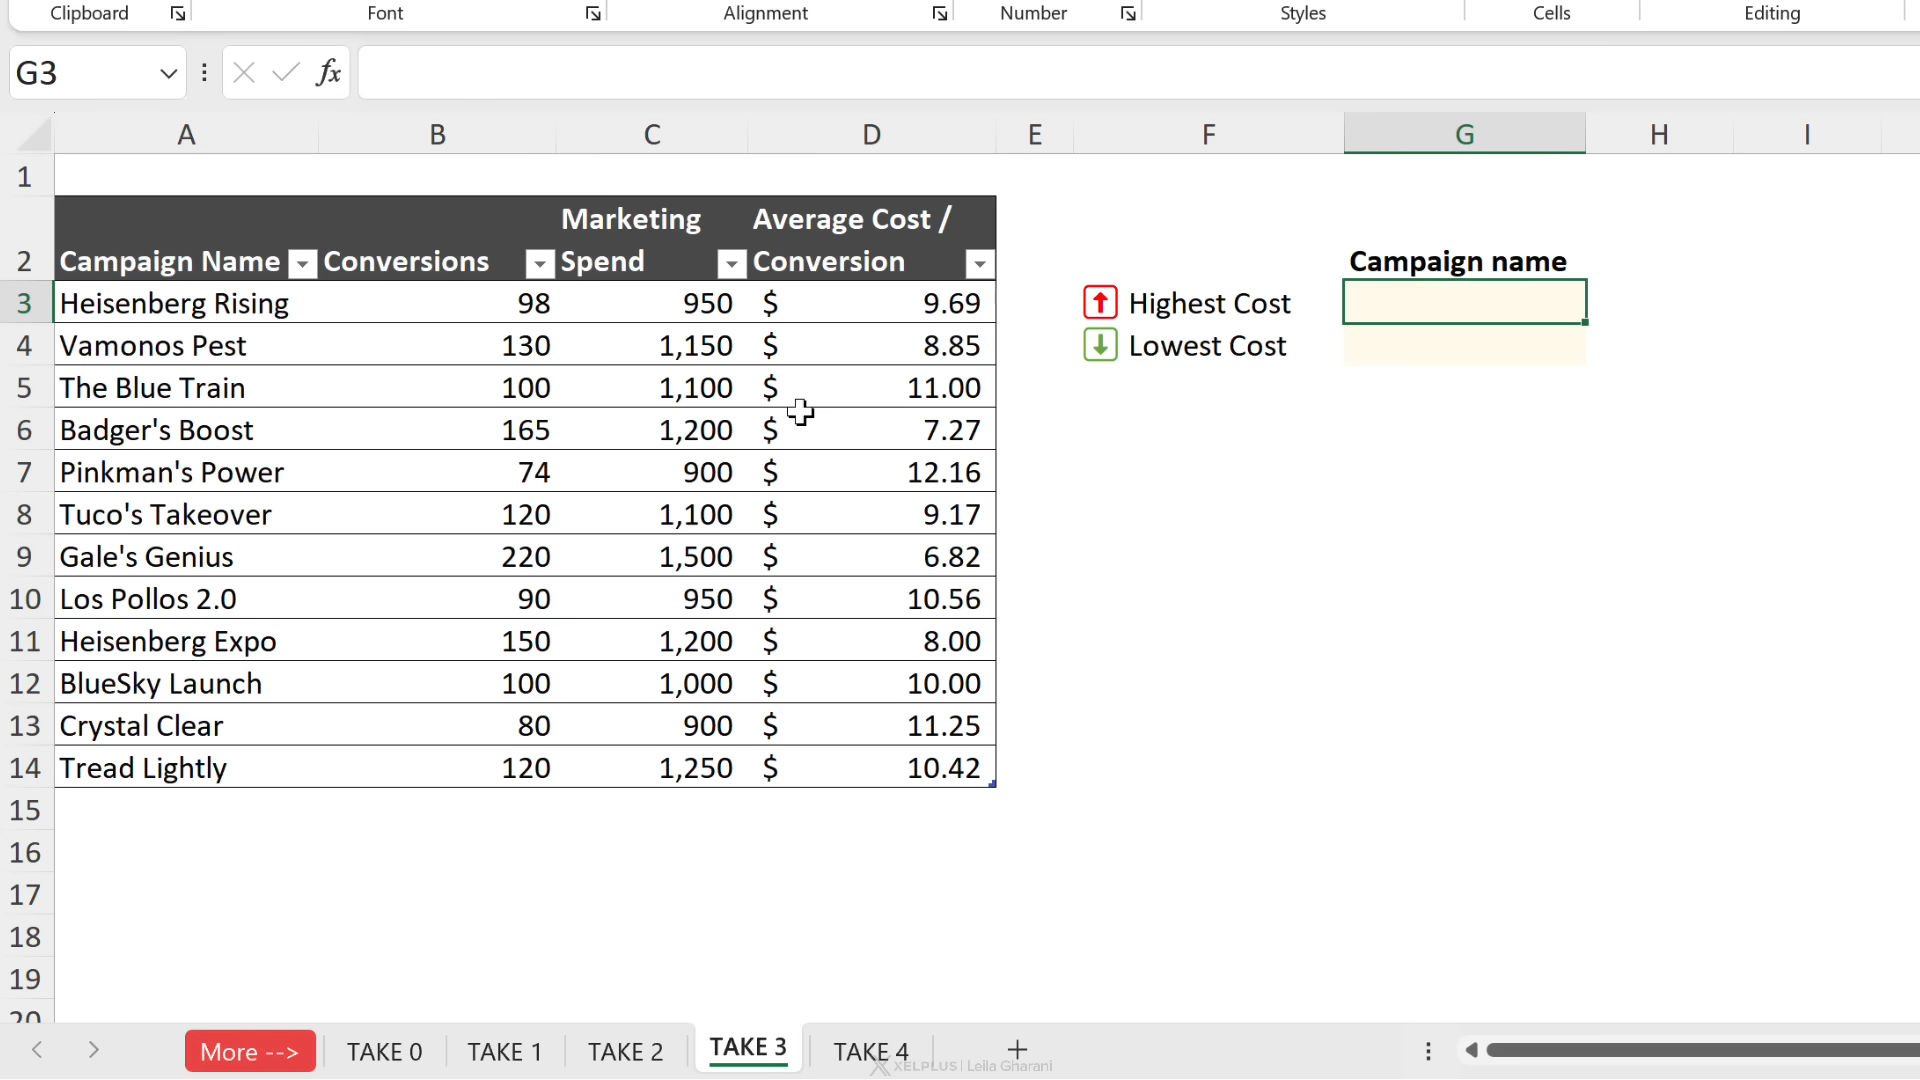 Clipboard Font Alignment Number Styles Cells Editing
G3 fx
A B C D E F G H I
1
Marketing Average Cost /
2 Campaign Name Conversions Spend Conversion Campaign name
3 Heisenberg Rising 98 950 $ 9.69 Highest Cost
4 Vamonos Pest 130 1,150 $ 8.85 Lowest Cost
5 The Blue Train 100 1,100 $ 11.00
6 Badger's Boost 165 1,200 $ 7.27
7 Pinkman's Power 74 900 $ 12.16
8 Tuco's Takeover 120 1,100 $ 9.17
9 Gale's Genius 220 1,500 $ 6.82
10 Los Pollos 2.0 90 950 $ 10.56
11 Heisenberg Expo 150 1,200 $ 8.00
12 BlueSky Launch 100 1,000 $ 10.00
13 Crystal Clear 80 900 $ 11.25
14 Tread Lightly 120 1,250 $ 10.42
15
16
17
18
19
20
More --> TAKE 0 TAKE 1 TAKE 2 TAKE 3 TAKE 4
XELPLUS | Leila Gharani